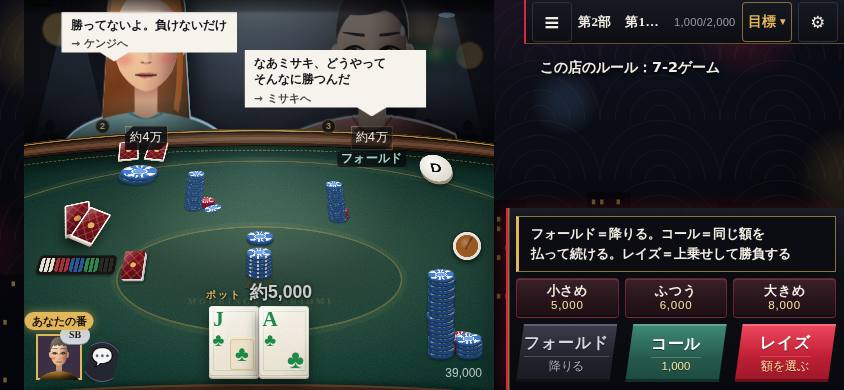 勝ってないよ。負けないだけ
→ ケンジへ
なあミサキ、どうやって
そんなに勝つんだ
→ ミサキへ
2
約4万
3
約4万
フォールド
D
ポット 約5,000
J
A
あなたの番
SB
39,000
第2部 第1…
1,000/2,000
目標 ▾
この店のルール：7-2ゲーム
フォールド＝降りる。コール＝同じ額を
払って続ける。レイズ＝上乗せして勝負する
小さめ
6,000
ふつう
6,000
大きめ
8,000
フォールド
降りる
コール
1,000
レイズ
額を選ぶ